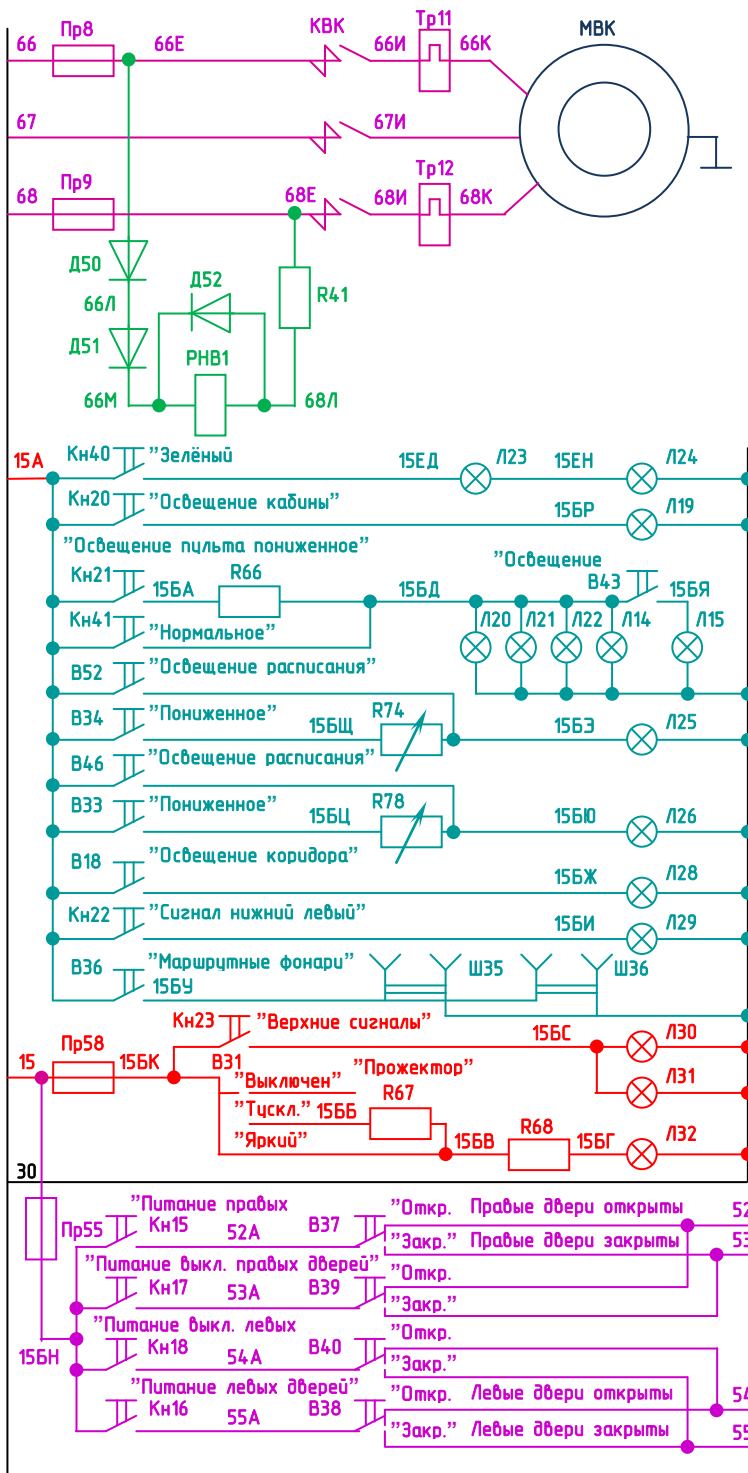 66 Пр8 66Е КВК 66И Тр11 66К МВК
67 67И
68 Пр9 68Е 68И Тр12 68К
Д50
66Л Д52 R41
Д51
РНВ1
66М 68Л
15А Кн40 "Зелёный 15ЕД Л23 15ЕН Л24
Кн20 "Освещение кабины" 15БР Л19
"Освещение пульта пониженное" "Освещение
Кн21 15БА R66 15БД В43 15БЯ
Кн41 "Нормальное" Л20 Л21 Л22 Л14 Л15
В52 "Освещение расписания"
В34 "Пониженное" 15БЩ R74 15БЭ Л25
В46 "Освещение расписания"
В33 "Пониженное" 15БЦ R78 15БЮ Л26
В18 "Освещение коридора" 15БЖ Л28
Кн22 "Сигнал нижний левый" 15БИ Л29
В36 "Маршрутные фонари" Ш35 Ш36
15БУ
Кн23 "Верхние сигналы" 15БС Л30
15 Пр58 15БК В31 "Прожектор"
"Выключен" R67 Л31
"Тускл." 15ББ
"Яркий" 15БВ R68 15БГ Л32
30
"Питание правых "Откр. Правые двери открыты 52
Пр55 Кн15 52А В37
"Закр." Правые двери закрыты 53
"Питание выкл. правых дверей" "Откр.
Кн17 53А В39 "Закр."
"Питание выкл. левых "Откр.
15БН Кн18 54А В40 "Закр."
"Питание левых дверей" "Откр. Левые двери открыты 54
Кн16 55А В38
"Закр." Левые двери закрыты 55